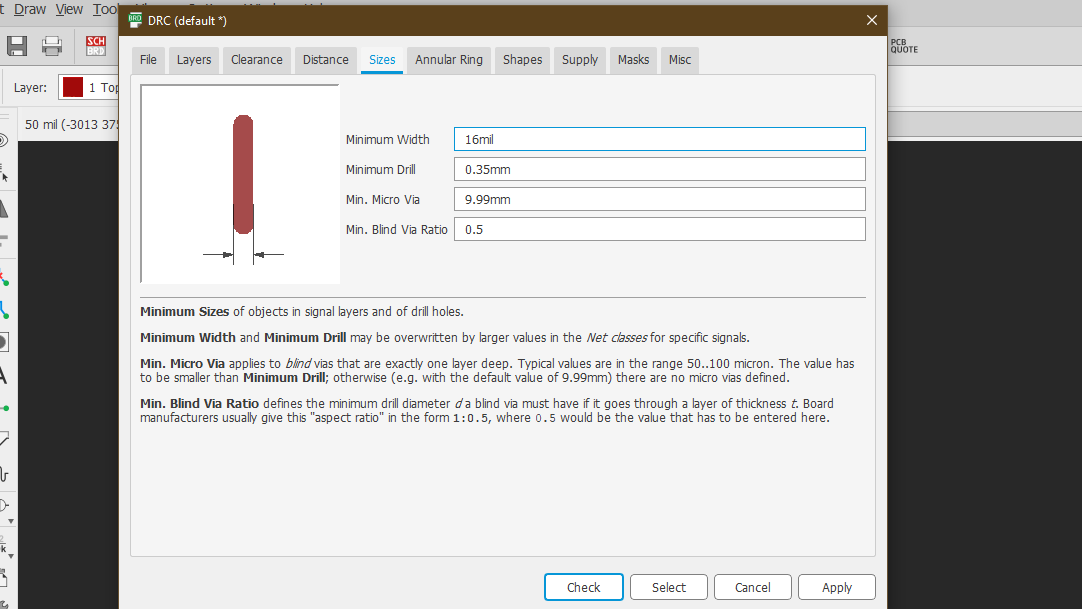 Draw View
DRC (default *)
SCH
BRD
PCB
QUOTE
File Layers Clearance Distance Sizes Annular Ring Shapes Supply Masks Misc
Layer: 1 Top
50 mil (-3013 375
Minimum Width 16mil
Minimum Drill 0.35mm
Min. Micro Via 9.99mm
Min. Blind Via Ratio 0.5
Minimum Sizes of objects in signal layers and of drill holes.
Minimum Width and Minimum Drill may be overwritten by larger values in the Net classes for specific signals.
Min. Micro Via applies to blind vias that are exactly one layer deep. Typical values are in the range 50..100 micron. The value has
to be smaller than Minimum Drill; otherwise (e.g. with the default value of 9.99mm) there are no micro vias defined.
Min. Blind Via Ratio defines the minimum drill diameter d a blind via must have if it goes through a layer of thickness t. Board
manufacturers usually give this "aspect ratio" in the form 1:0.5, where 0.5 would be the value that has to be entered here.
Check Select Cancel Apply